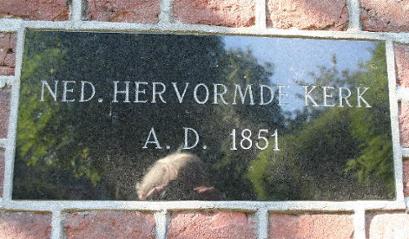 NED. HERVORMDE KERK
A. D. 1851